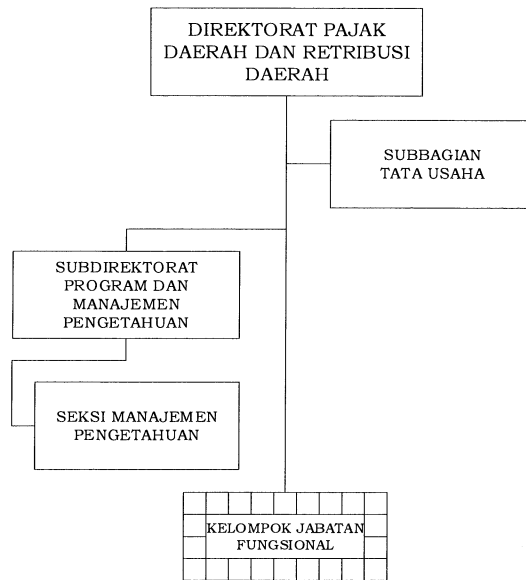 DIREKTORAT PAJAK
DAERAH DAN RETRIBUSI
DAERAH
SUBBAGIAN
TATA USAHA
SUBDIREKTORAT
PROGRAM DAN
MANAJEMEN
PENGETAHUAN
SEKSI MANAJEMEN
PENGETAHUAN
KELOMPOK JABATAN
FUNGSIONAL